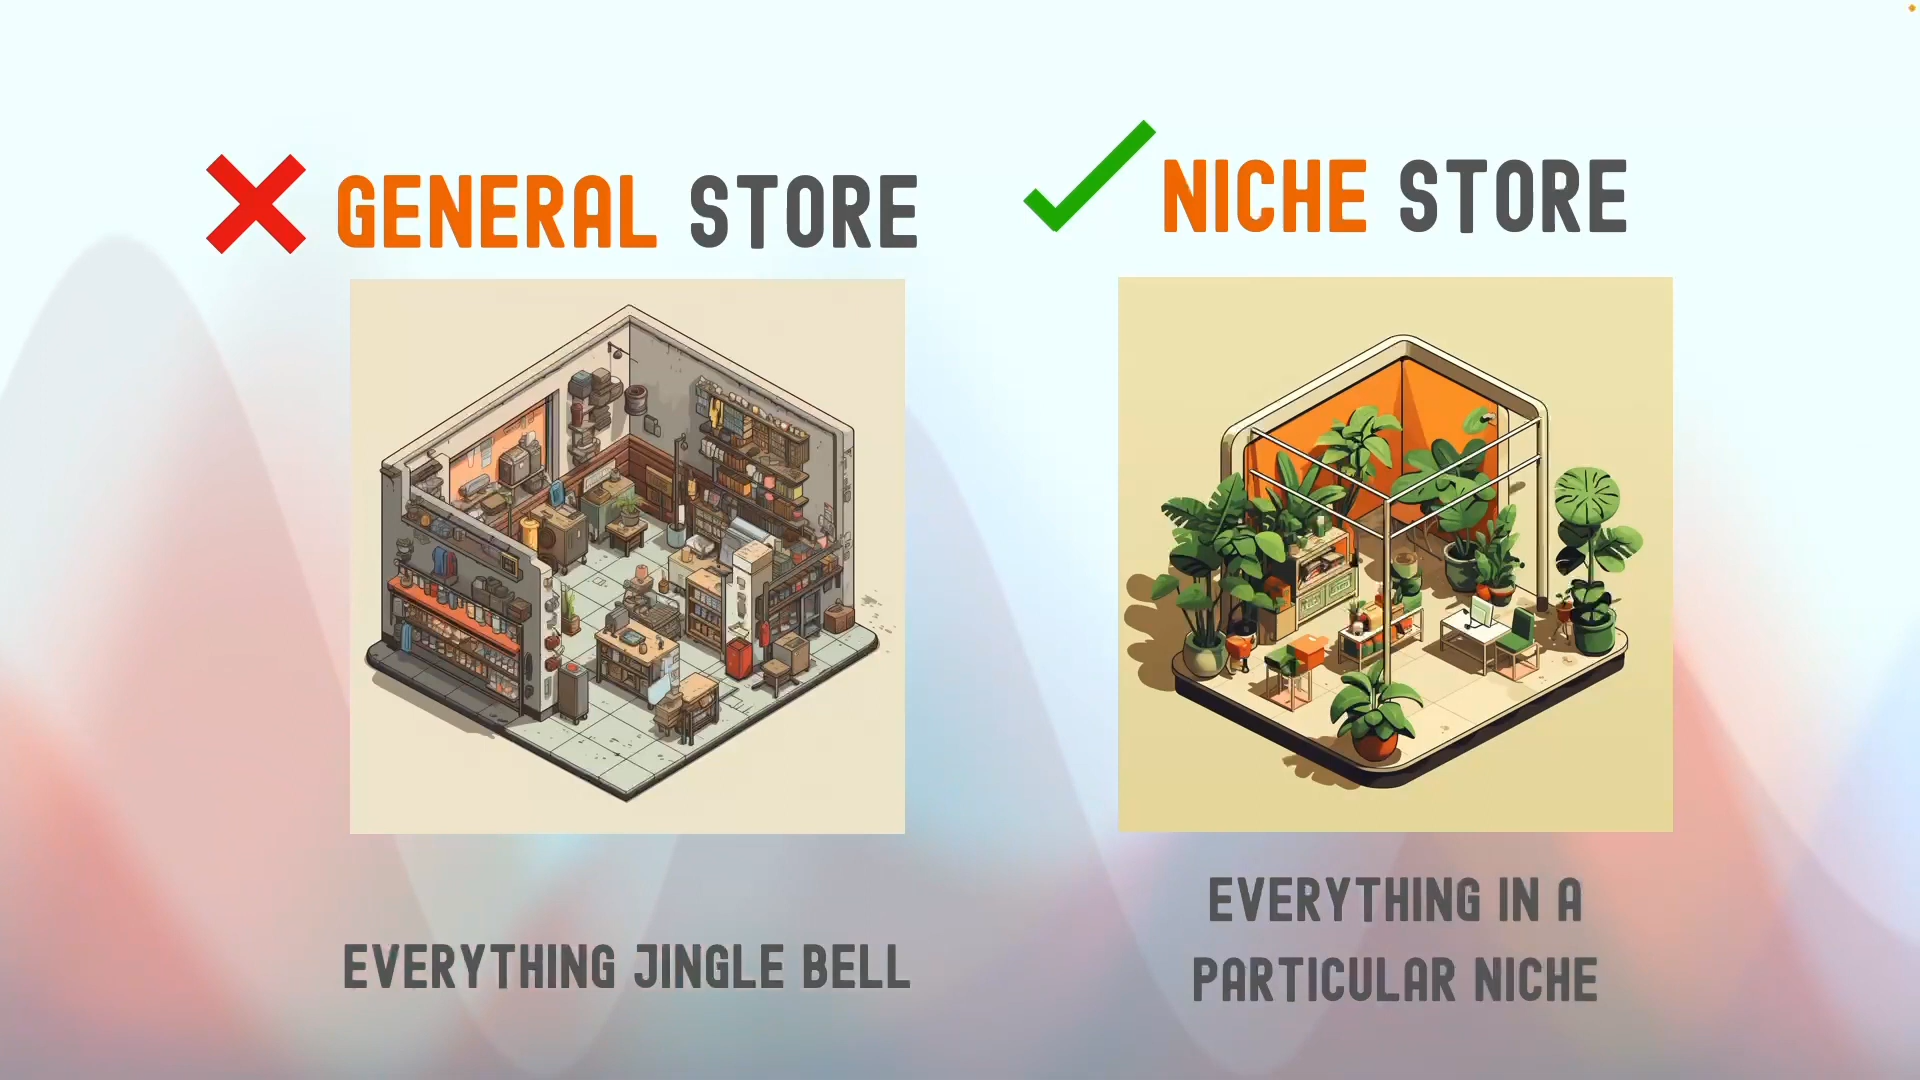 GENERAL STORE
EVERYTHING JINGLE BELL
NICHE STORE
EVERYTHING IN A
PARTICULAR NICHE